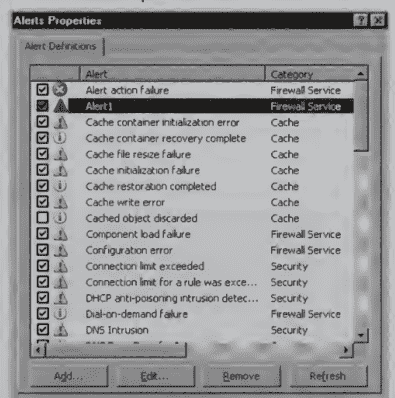 Alerts Properties
Alert Definitions
Alert Category
Alert action failure Firewall Service
Alert1 Firewall Service
Cache container initialization error Cache
Cache container recovery complete Cache
Cache file resize failure Cache
Cache initialization failure Cache
Cache restoration completed Cache
Cache write error Cache
Cached object discarded Cache
Component load failure Firewall Service
Configuration error Firewall Service
Connection limit exceeded Security
Connection limit for a rule was exce... Security
DHCP anti-poisoning intrusion detec... Security
Dial-on-demand failure Firewall Service
DNS Intrusion Security
Add... Edit... Remove Refresh